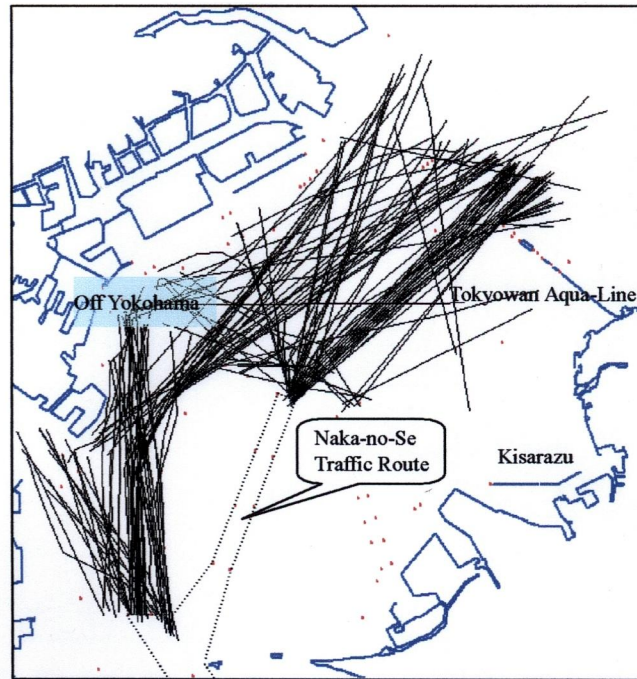 Off Yokohama
Tokyowan Aqua-Line
Naka-no-Se
Traffic Route
Kisarazu